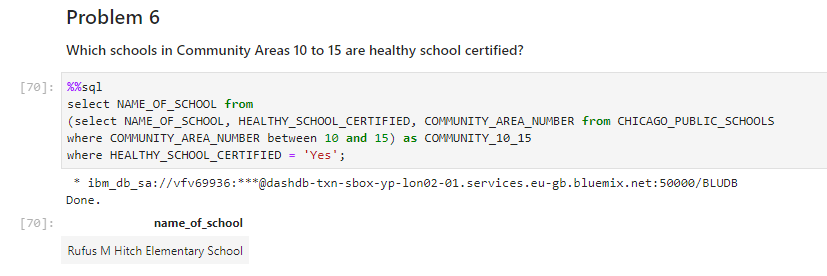 Problem 6
Which schools in Community Areas 10 to 15 are healthy school certified?
[70]: %%sql
select NAME_OF_SCHOOL from
(select NAME_OF_SCHOOL, HEALTHY_SCHOOL_CERTIFIED, COMMUNITY_AREA_NUMBER from CHICAGO_PUBLIC_SCHOOLS
where COMMUNITY_AREA_NUMBER between 10 and 15) as COMMUNITY_10_15
where HEALTHY_SCHOOL_CERTIFIED = 'Yes';
* ibm_db_sa://vfv69936:***@dashdb-txn-sbox-yp-lon02-01.services.eu-gb.bluemix.net:50000/BLUDB
Done.
[70]: name_of_school
Rufus M Hitch Elementary School